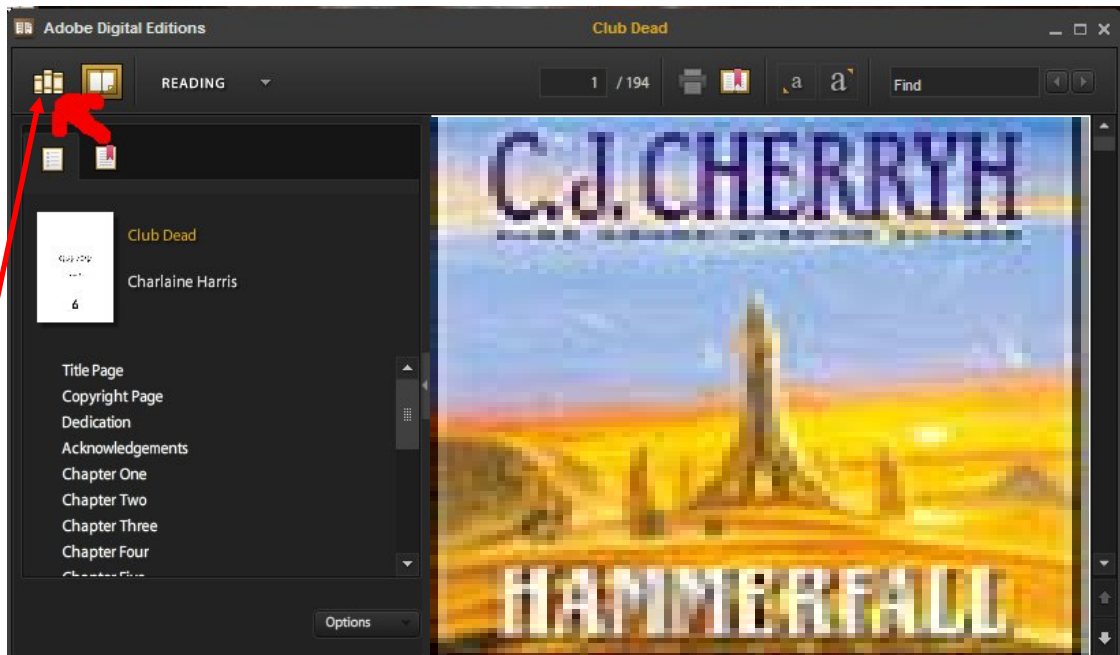 Adobe Digital Editions
Club Dead
READING
1 / 194
a a
Find
Club Dead
Charlaine Harris
6
Title Page
Copyright Page
Dedication
Acknowledgements
Chapter One
Chapter Two
Chapter Three
Chapter Four
Options
C.J. CHERRYH
HAMMERFALL